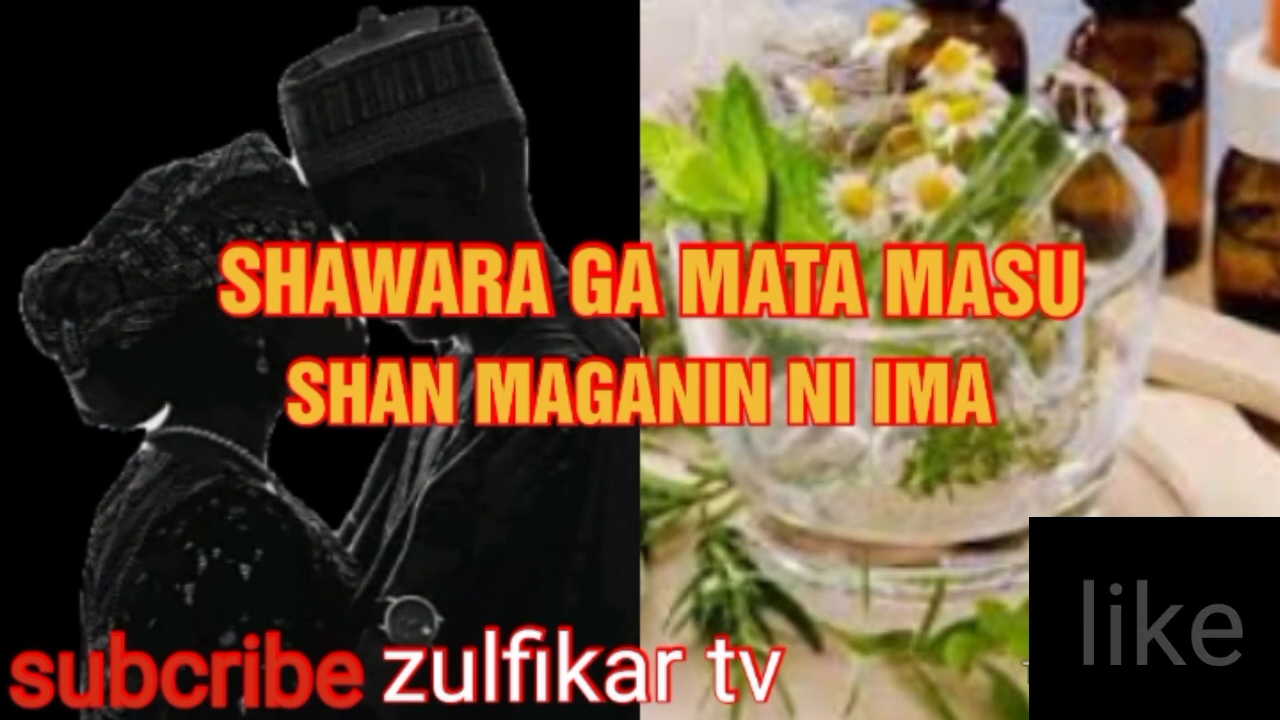 SHAWARA GA MATA MASU
SHAN MAGANIN NI IMA
subcribe zulfikar tv
like